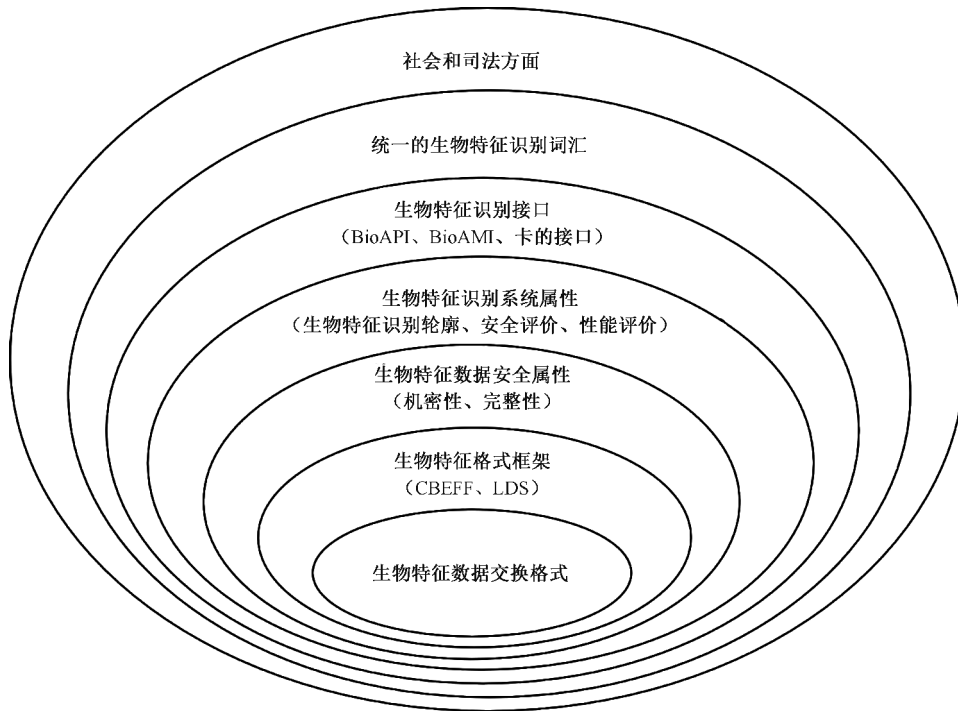 社会和司法方面
统一的生物特征识别词汇
生物特征识别接口
（BioAPI、BioAMI、卡的接口）
生物特征识别系统属性
（生物特征识别轮廓、安全评价、性能评价）
生物特征数据安全属性
（机密性、完整性）
生物特征格式框架
（CBEFF、LDS）
生物特征数据交换格式